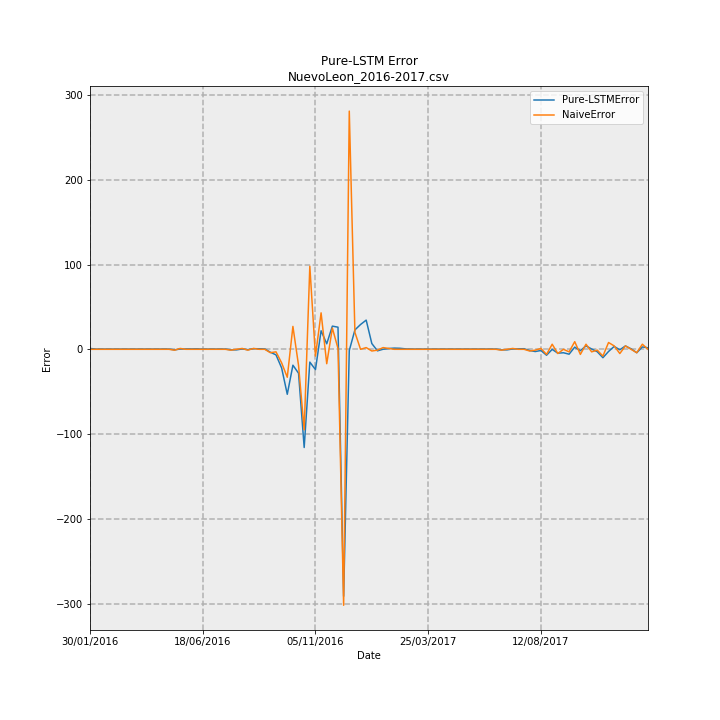 Pure-LSTM Error
NuevoLeon_2016-2017.csv
Pure-LSTMError
NaiveError
300
200
100
0
−100
−200
−300
Error
30/01/2016
18/06/2016
05/11/2016
25/03/2017
12/08/2017
Date